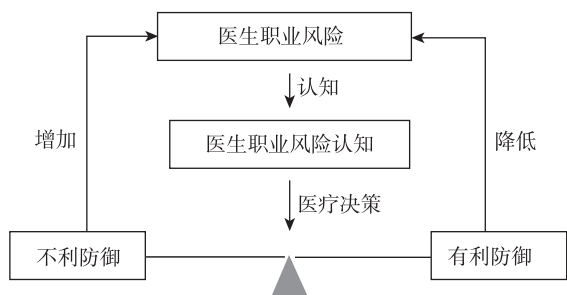 医生职业风险
认知
增加
医生职业风险认知
降低
医疗决策
不利防御
有利防御